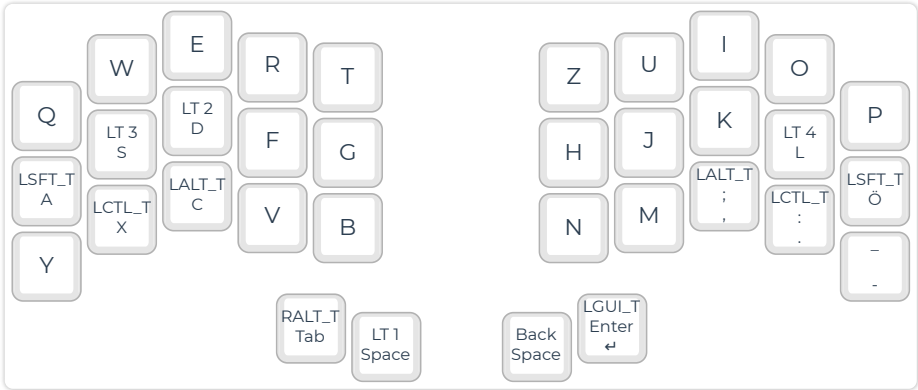 Q
W
E
R
T
Z
U
I
O
P
LSFT_T
A
LT 3
S
LT 2
D
F
G
H
J
K
LT 4
L
LSFT_T
Ö
Y
LCTL_T
X
LALT_T
C
V
B
N
M
LALT_T
;
,
LCTL_T
:
.
_
-
RALT_T
Tab
LT 1
Space
Back
Space
LGUI_T
Enter
↵